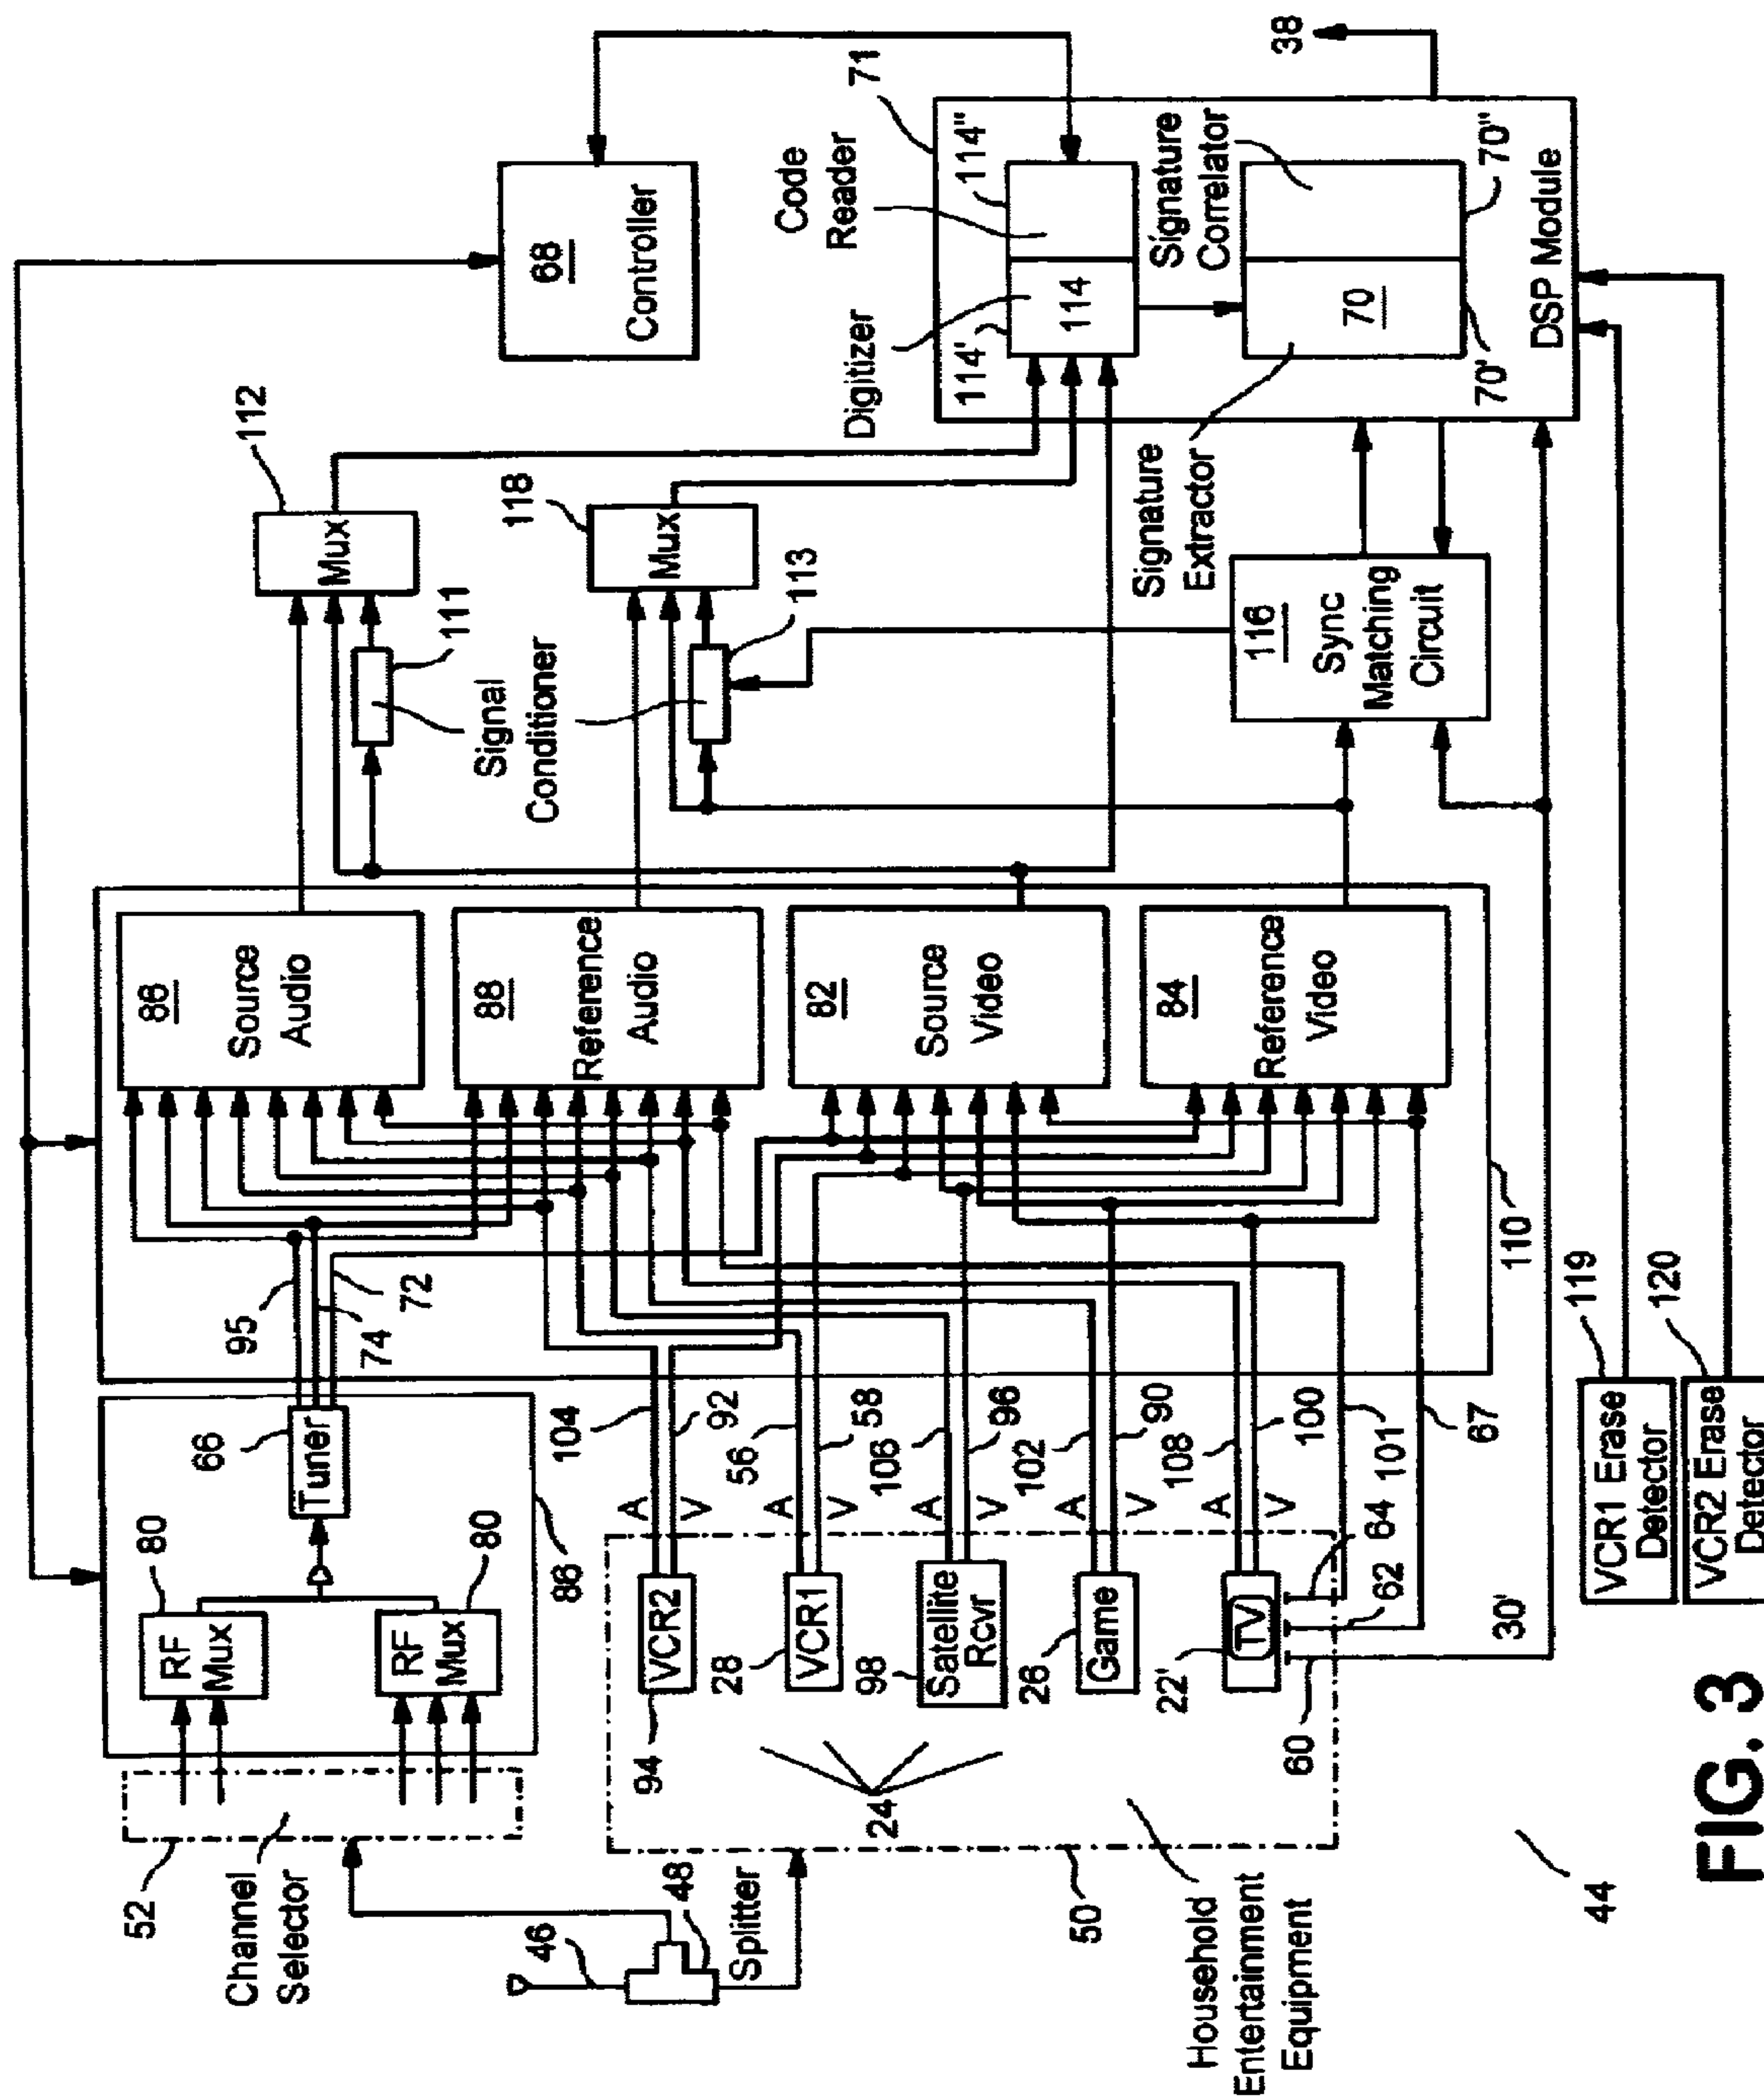 52
Channel
Selector
46
48
Splitter
RF
Mux
80
RF
Mux
80
Tuner
66
86
95
74
72
94
VCR2
104
92
A
V
28
VCR1
56
58
A
V
98
Satellite
Rcvr
106
96
A
V
26
Game
102
90
A
V
22'
TV
108
100
A
V
24
50
Household
Entertainment
Equipment
60
62
64
101
67
30'
110
86
Source
Audio
88
Reference
Audio
82
Source
Video
84
Reference
Video
111
Signal
Conditioner
113
Mux
112
Mux
118
116
Sync
Matching
Circuit
68
Controller
Digitizer
Code
Reader
114'
114
114"
71
Signature
Extractor
Signature
Correlator
70
70'
70"
DSP Module
38
VCR1 Erase
Detector
119
VCR2 Erase
Detector
120
44
FIG. 3